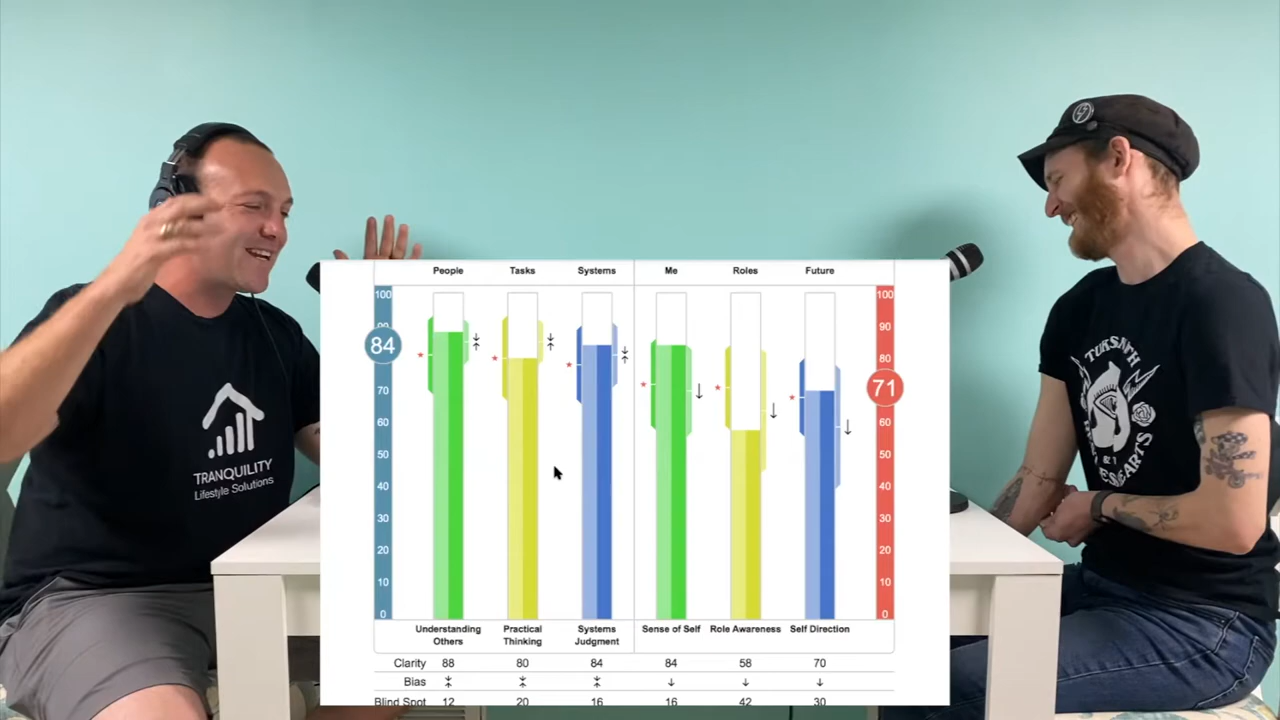 People Tasks Systems Me Roles Future
100 100
90 90
84
80
71
70
60 60
50 50
40 40
30 30
20 20
10 10
0 0
Understanding Others Practical Thinking Systems Judgment Sense of Self Role Awareness Self Direction
Clarity 88 80 84 84 58 70
Bias
Blind Spot 12 20 16 16 42 30
TRANQUILITY
Lifestyle Solutions